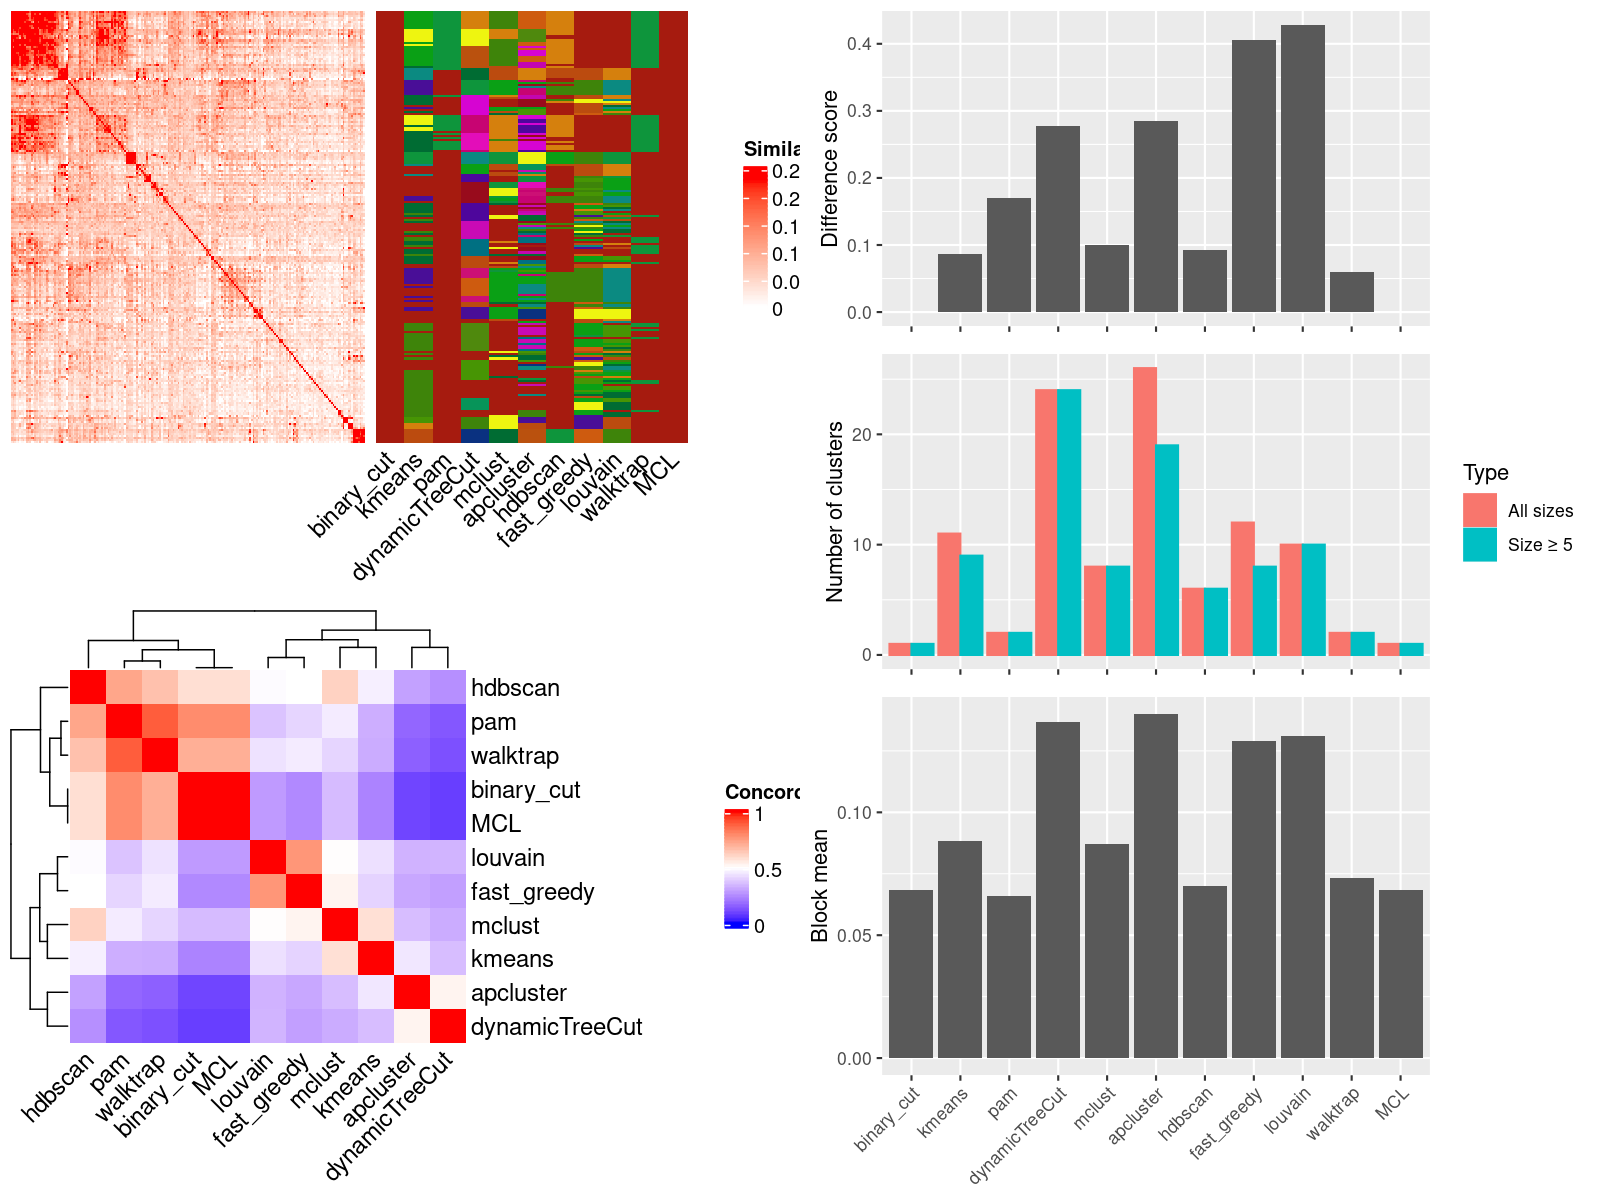 Simila
0.2
0.2
0.1
0.1
0.0
0
binary_cut
kmeans
pam
dynamicTreeCut
mclust
apcluster
hdbscan
fast_greedy
louvain
walktrap
MCL
hdbscan
pam
walktrap
binary_cut
MCL
louvain
fast_greedy
mclust
kmeans
apcluster
dynamicTreeCut
hdbscan
pam
walktrap
binary_cut
MCL
louvain
fast_greedy
mclust
kmeans
apcluster
dynamicTreeCut
Concord
1
0.5
0
Difference score
0.4
0.3
0.2
0.1
0.0
Number of clusters
20
10
0
Type
All sizes
Size ≥ 5
Block mean
0.10
0.05
0.00
binary_cut
kmeans
pam
dynamicTreeCut
mclust
apcluster
hdbscan
fast_greedy
louvain
walktrap
MCL